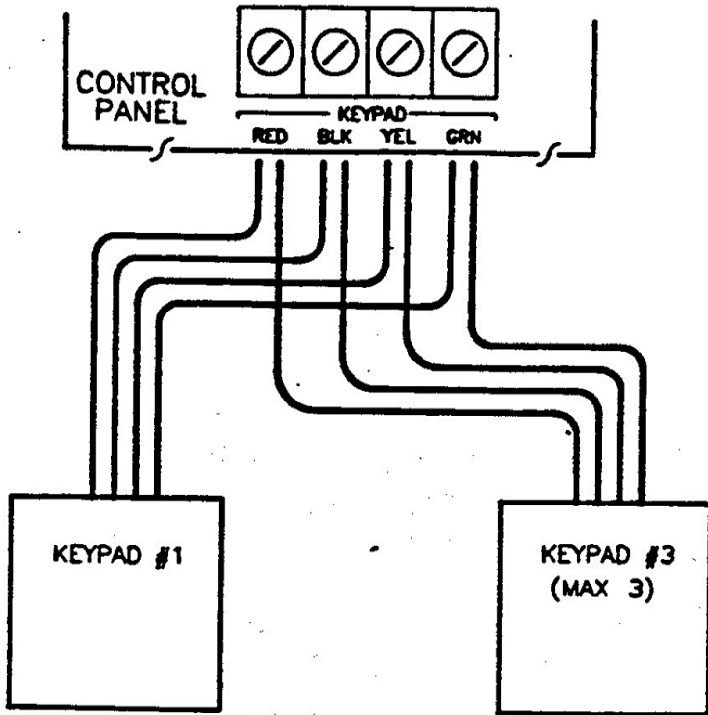 CONTROL
PANEL
KEYPAD
RED BLK YEL GRN
KEYPAD #1
KEYPAD #3
(MAX 3)